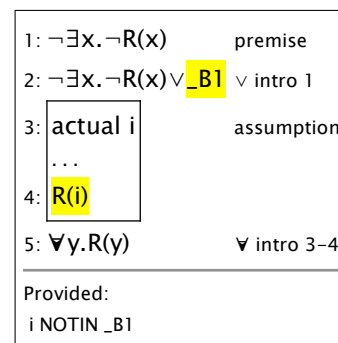 1: ¬∃x.¬R(x) premise
2: ¬∃x.¬R(x)∨_B1 ∨ intro 1
3: actual i assumption
...
4: R(i)
5: ∀y.R(y) ∀ intro 3-4
Provided:
i NOTIN _B1